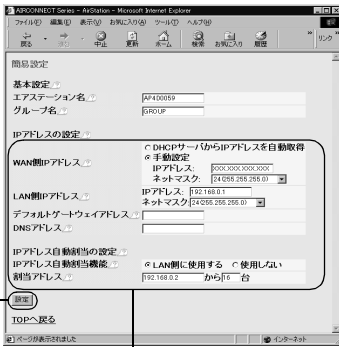 AIRCONNECT Series - AirStation - Microsoft Internet Explorer
ファイル(F) 編集(E) 表示(V) お気に入り(A) ツール(T) ヘルプ(H)
戻る 進む 中止 更新 ホーム 検索 お気に入り 履歴 » リンク »
簡易設定
基本設定 ?
エアステーション名 ? AP4D0059
グループ名 ? GROUP
IPアドレスの設定 ?
WAN側IPアドレス ? DHCPサーバからIPアドレスを自動取得
手動設定
IPアドレス: XXX.XXX.XXX.XXX
ネットマスク: 24(255.255.255.0)
LAN側IPアドレス ? IPアドレス: 192.168.0.1
ネットマスク: 24(255.255.255.0)
デフォルトゲートウェイアドレス ?
DNSアドレス ?
IPアドレス自動割当の設定 ?
IPアドレス自動割当機能 ? LAN側に使用する 使用しない
割当アドレス ? 192.168.0.2 から 16 台
設定
TOPへ戻る
ページが表示されました インターネット